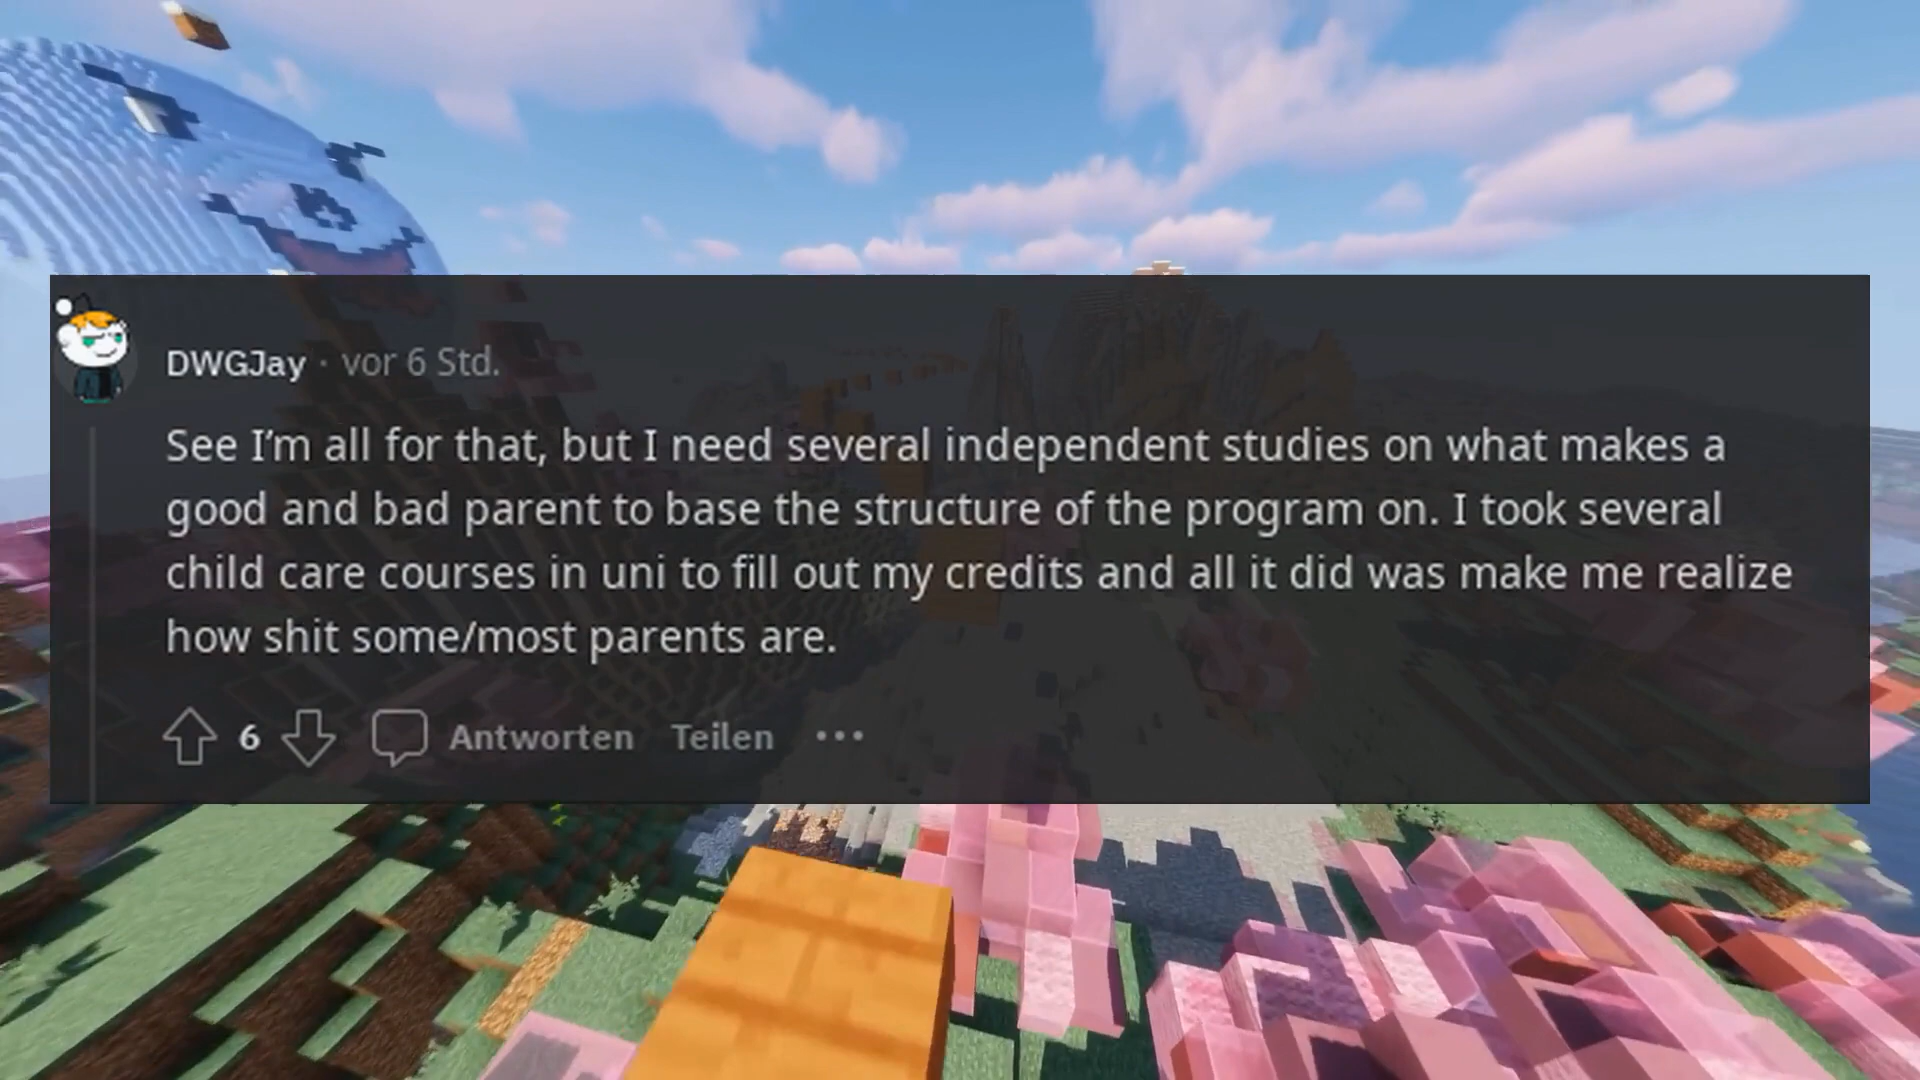 DWGJay · vor 6 Std.
See I’m all for that, but I need several independent studies on what makes a
good and bad parent to base the structure of the program on. I took several
child care courses in uni to fill out my credits and all it did was make me realize
how shit some/most parents are.
6 Antworten Teilen ···